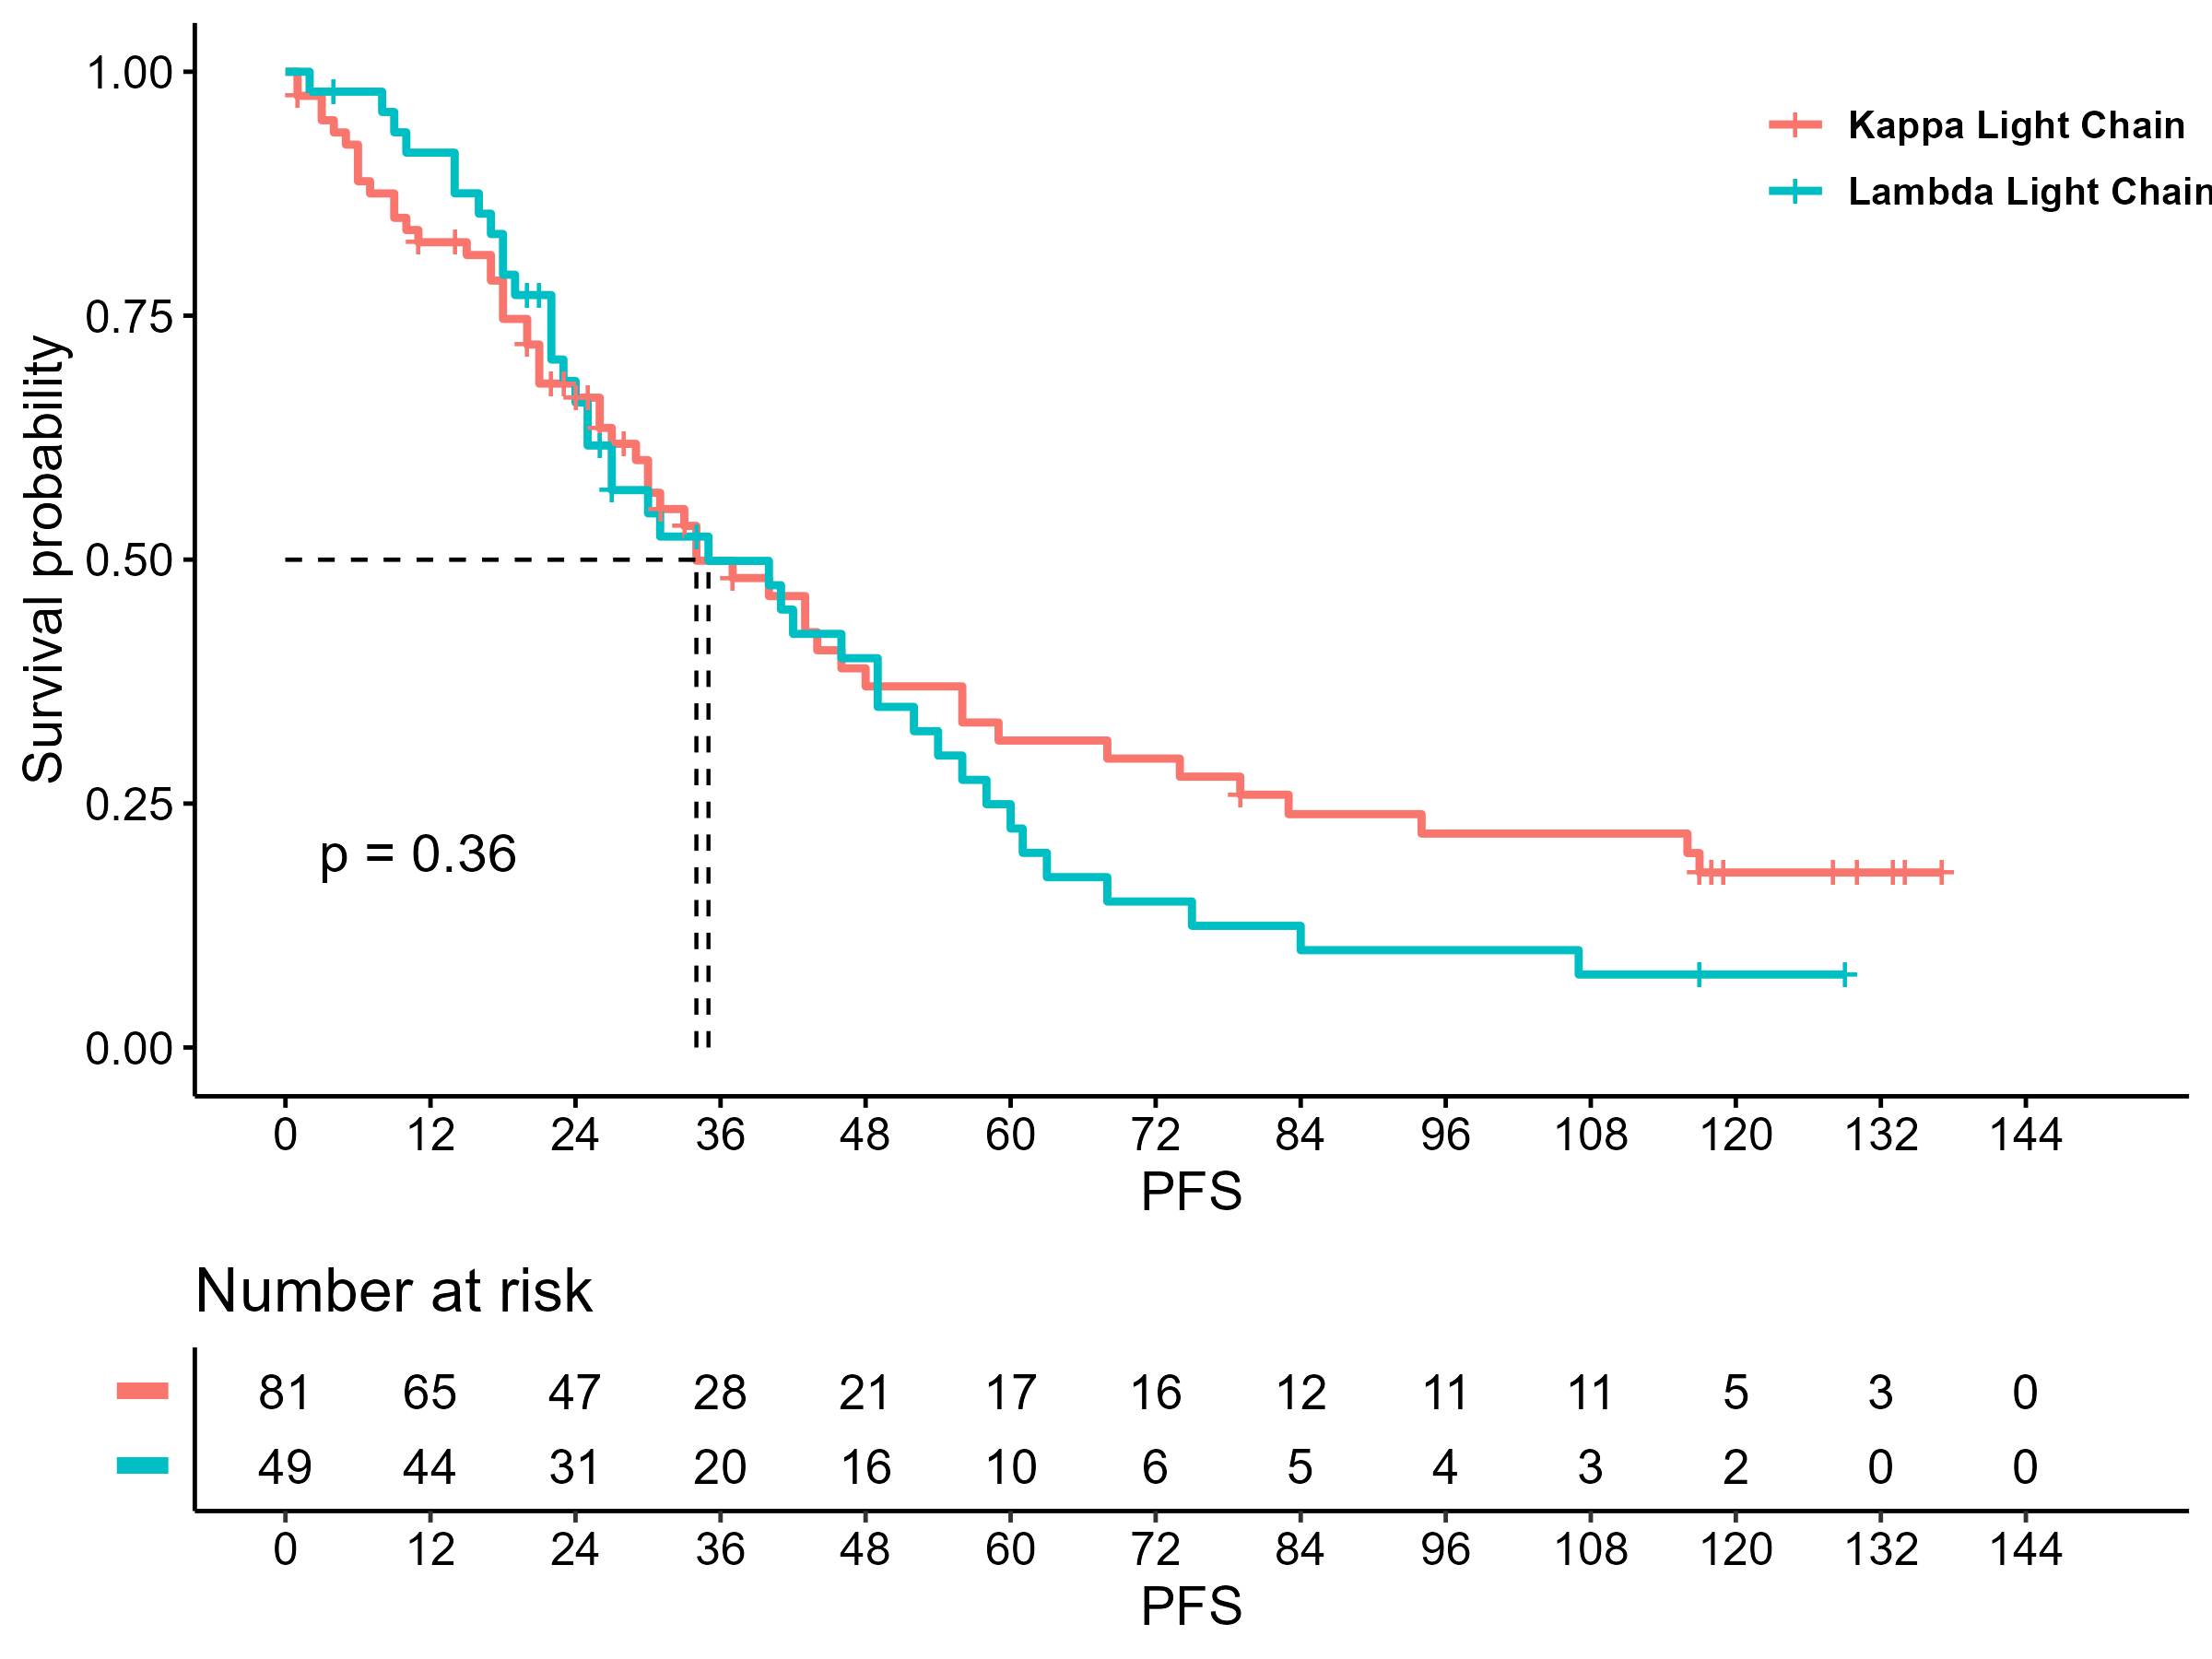 1.00
Kappa Light Chain
Lambda Light Chain
0.75
Survival probability
0.50
0.25
p = 0.36
0.00
0 12 24 36 48 60 72 84 96 108 120 132 144
PFS
Number at risk
81 65 47 28 21 17 16 12 11 11 5 3 0
49 44 31 20 16 10 6 5 4 3 2 0 0
0 12 24 36 48 60 72 84 96 108 120 132 144
PFS